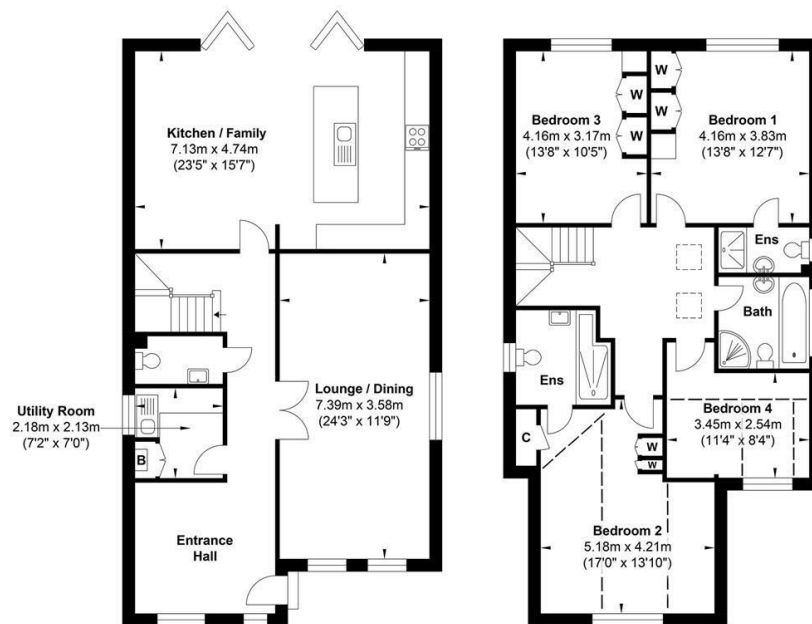 Kitchen / Family
7.13m x 4.74m
(23'5" x 15'7")
Utility Room
2.18m x 2.13m
(7'2" x 7'0")
B
Lounge / Dining
7.39m x 3.58m
(24'3" x 11'9")
Entrance
Hall
Bedroom 3
4.16m x 3.17m
(13'8" x 10'5")
W
W
W
W
Bedroom 1
4.16m x 3.83m
(13'8" x 12'7")
Ens
Bath
Ens
C
W
W
Bedroom 4
3.45m x 2.54m
(11'4" x 8'4")
Bedroom 2
5.18m x 4.21m
(17'0" x 13'10")